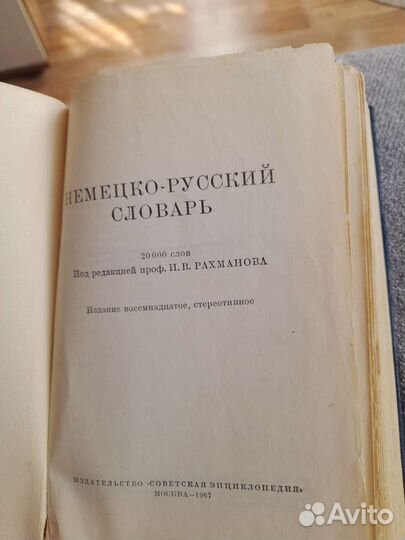 НЕМЕЦКО-РУССКИЙ
СЛОВАРЬ
20000 слов
Под редакцией проф. И. В. РАХМАНОВА
Издание восемнадцатое, стереотипное
ИЗДАТЕЛЬСТВО «СОВЕТСКАЯ ЭНЦИКЛОПЕДИЯ»
МОСКВА—1967
Avito